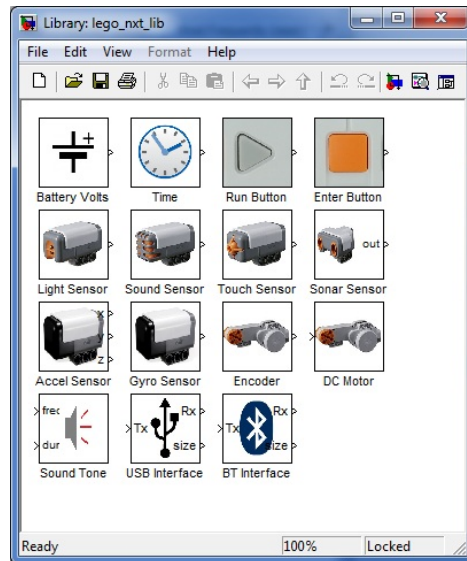 Library: lego_nxt_lib
File Edit View Format Help
+
Battery Volts Time Run Button Enter Button
out
Light Sensor Sound Sensor Touch Sensor Sonar Sensor
x
y
z
Accel Sensor Gyro Sensor Encoder DC Motor
freq
dur
Tx Rx
size
Tx Rx
size
Sound Tone USB Interface BT Interface
Ready 100% Locked